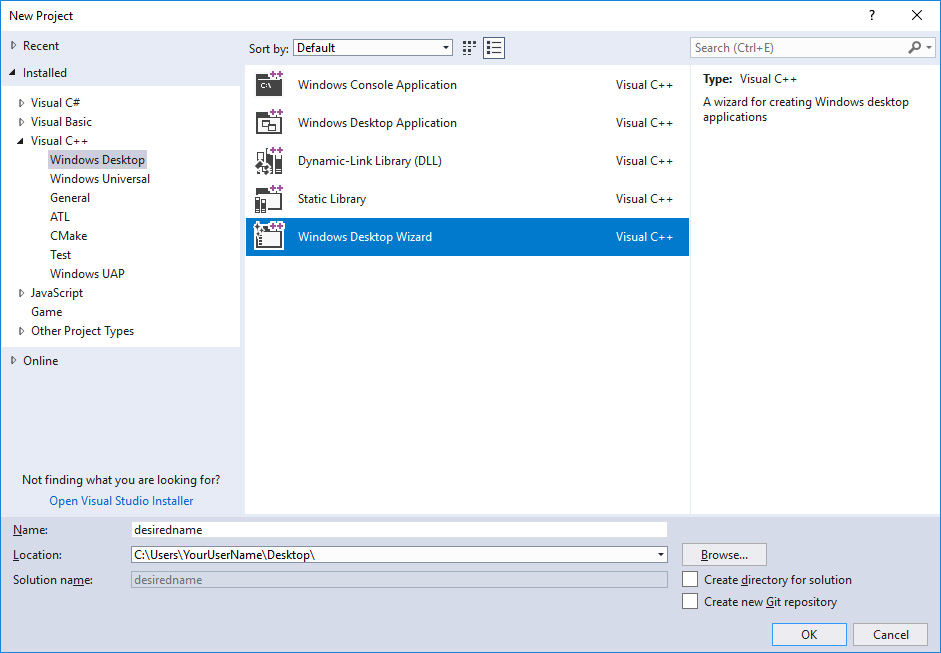 New Project
?
Recent
Installed
Visual C#
Visual Basic
Visual C++
Windows Desktop
Windows Universal
General
ATL
CMake
Test
Windows UAP
JavaScript
Game
Other Project Types
Online
Not finding what you are looking for?
Open Visual Studio Installer
Sort by: Default
Windows Console Application Visual C++
Windows Desktop Application Visual C++
Dynamic-Link Library (DLL) Visual C++
Static Library Visual C++
Windows Desktop Wizard Visual C++
Search (Ctrl+E)
Type: Visual C++
A wizard for creating Windows desktop
applications
Name: desiredname
Location: C:\Users\YourUserName\Desktop\
Browse...
Solution name: desiredname
Create directory for solution
Create new Git repository
OK
Cancel